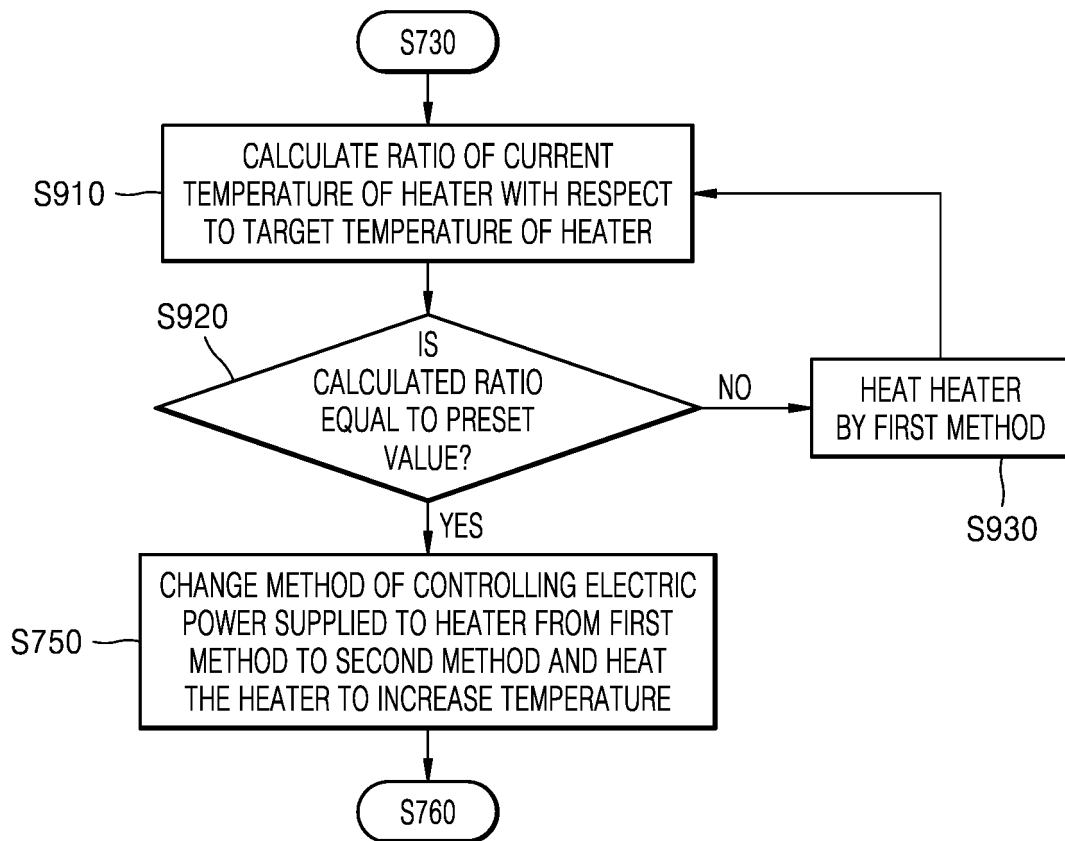 S730
S910
CALCULATE RATIO OF CURRENT
TEMPERATURE OF HEATER WITH RESPECT
TO TARGET TEMPERATURE OF HEATER
S920
IS
CALCULATED RATIO
EQUAL TO PRESET
VALUE?
NO
HEAT HEATER
BY FIRST METHOD
S930
YES
S750
CHANGE METHOD OF CONTROLLING ELECTRIC
POWER SUPPLIED TO HEATER FROM FIRST
METHOD TO SECOND METHOD AND HEAT
THE HEATER TO INCREASE TEMPERATURE
S760